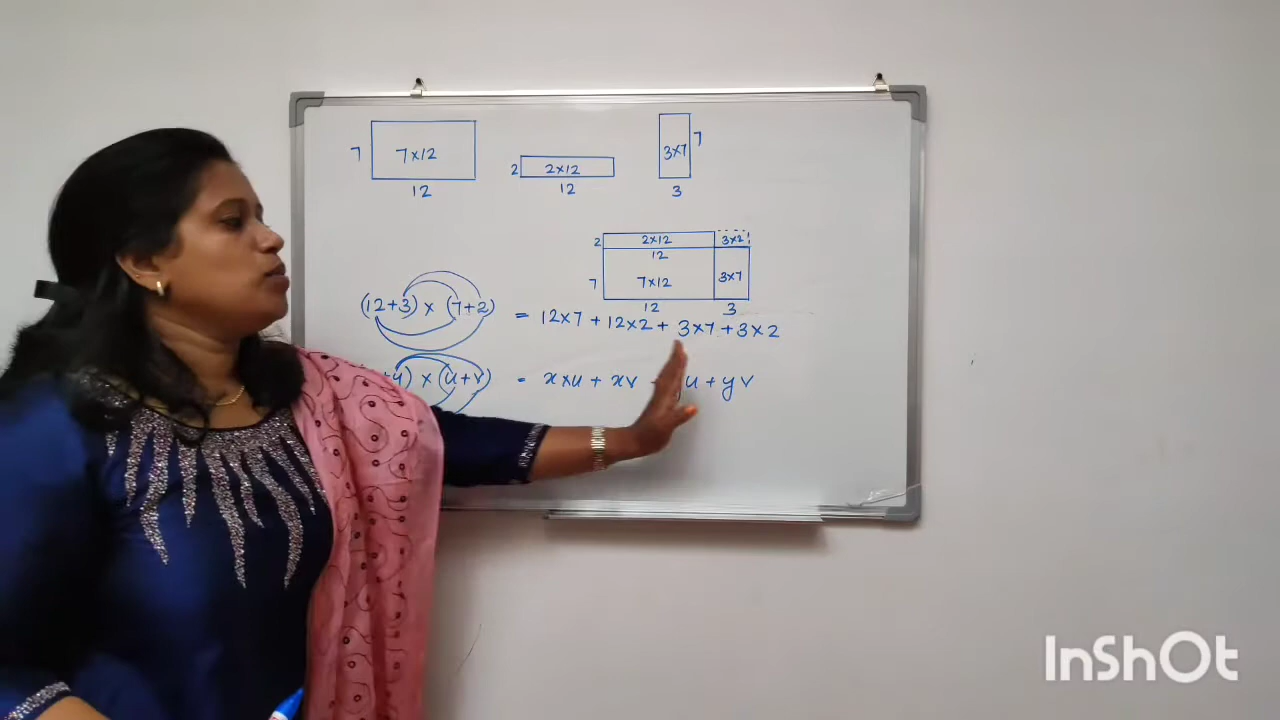 7 7×12 12
2 2×12 12
3×7 7 3
2 2×12 3×2
12
7 7×12 3×7
12 3
(12+3) × (7+2) = 12×7 + 12×2 + 3×7 + 3×2
y) × (u+v) = x×u + xv u + yv
InShOt